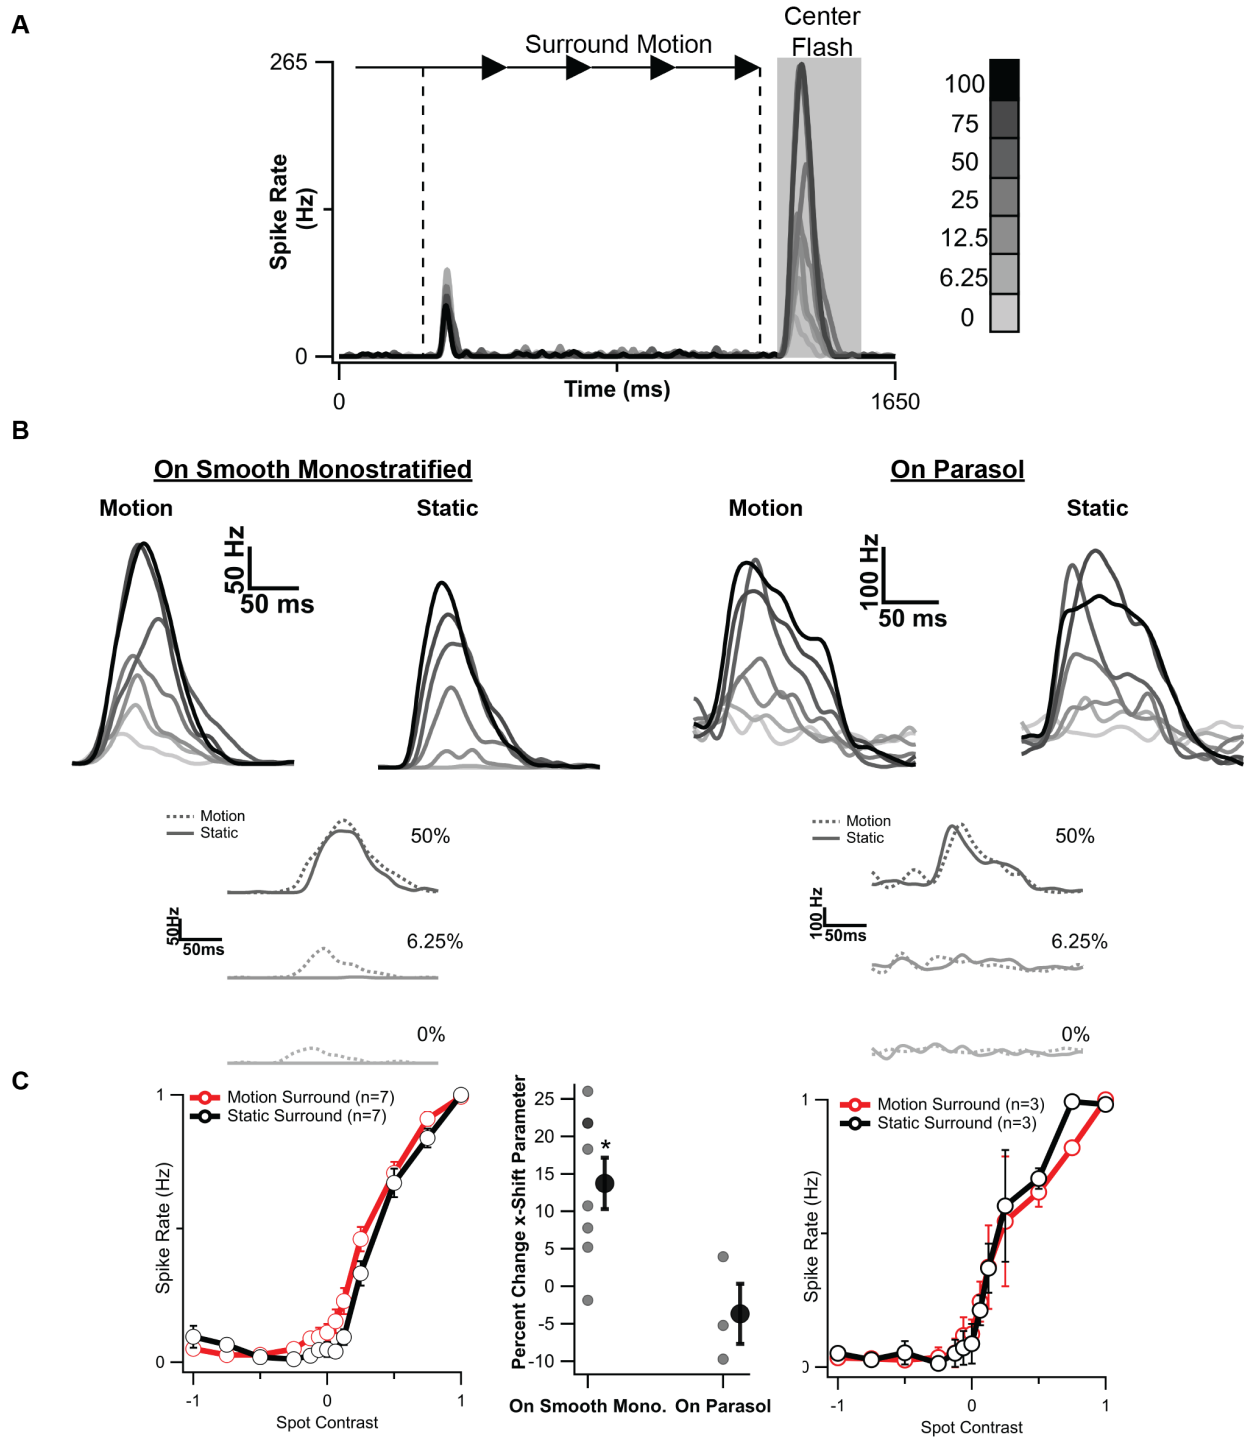 A
Surround Motion
Center
Flash
265
Spike Rate
(Hz)
0
Time (ms)
0
1650
100
75
50
25
12.5
6.25
0
B
On Smooth Monostratified
On Parasol
Motion
Static
Motion
Static
50 Hz
50 ms
100 Hz
50 ms
Motion
Static
50%
50Hz
50ms
6.25%
0%
Motion
Static
50%
100 Hz
50ms
6.25%
0%
C
1
Motion Surround (n=7)
Static Surround (n=7)
Spike Rate (Hz)
0
-1
0
1
Spot Contrast
Percent Change x-Shift Parameter
25
20
15
10
5
0
-5
-10
*
On Smooth Mono.
On Parasol
1
Motion Surround (n=3)
Static Surround (n=3)
Spike Rate (Hz)
0
-1
0
1
Spot Contrast